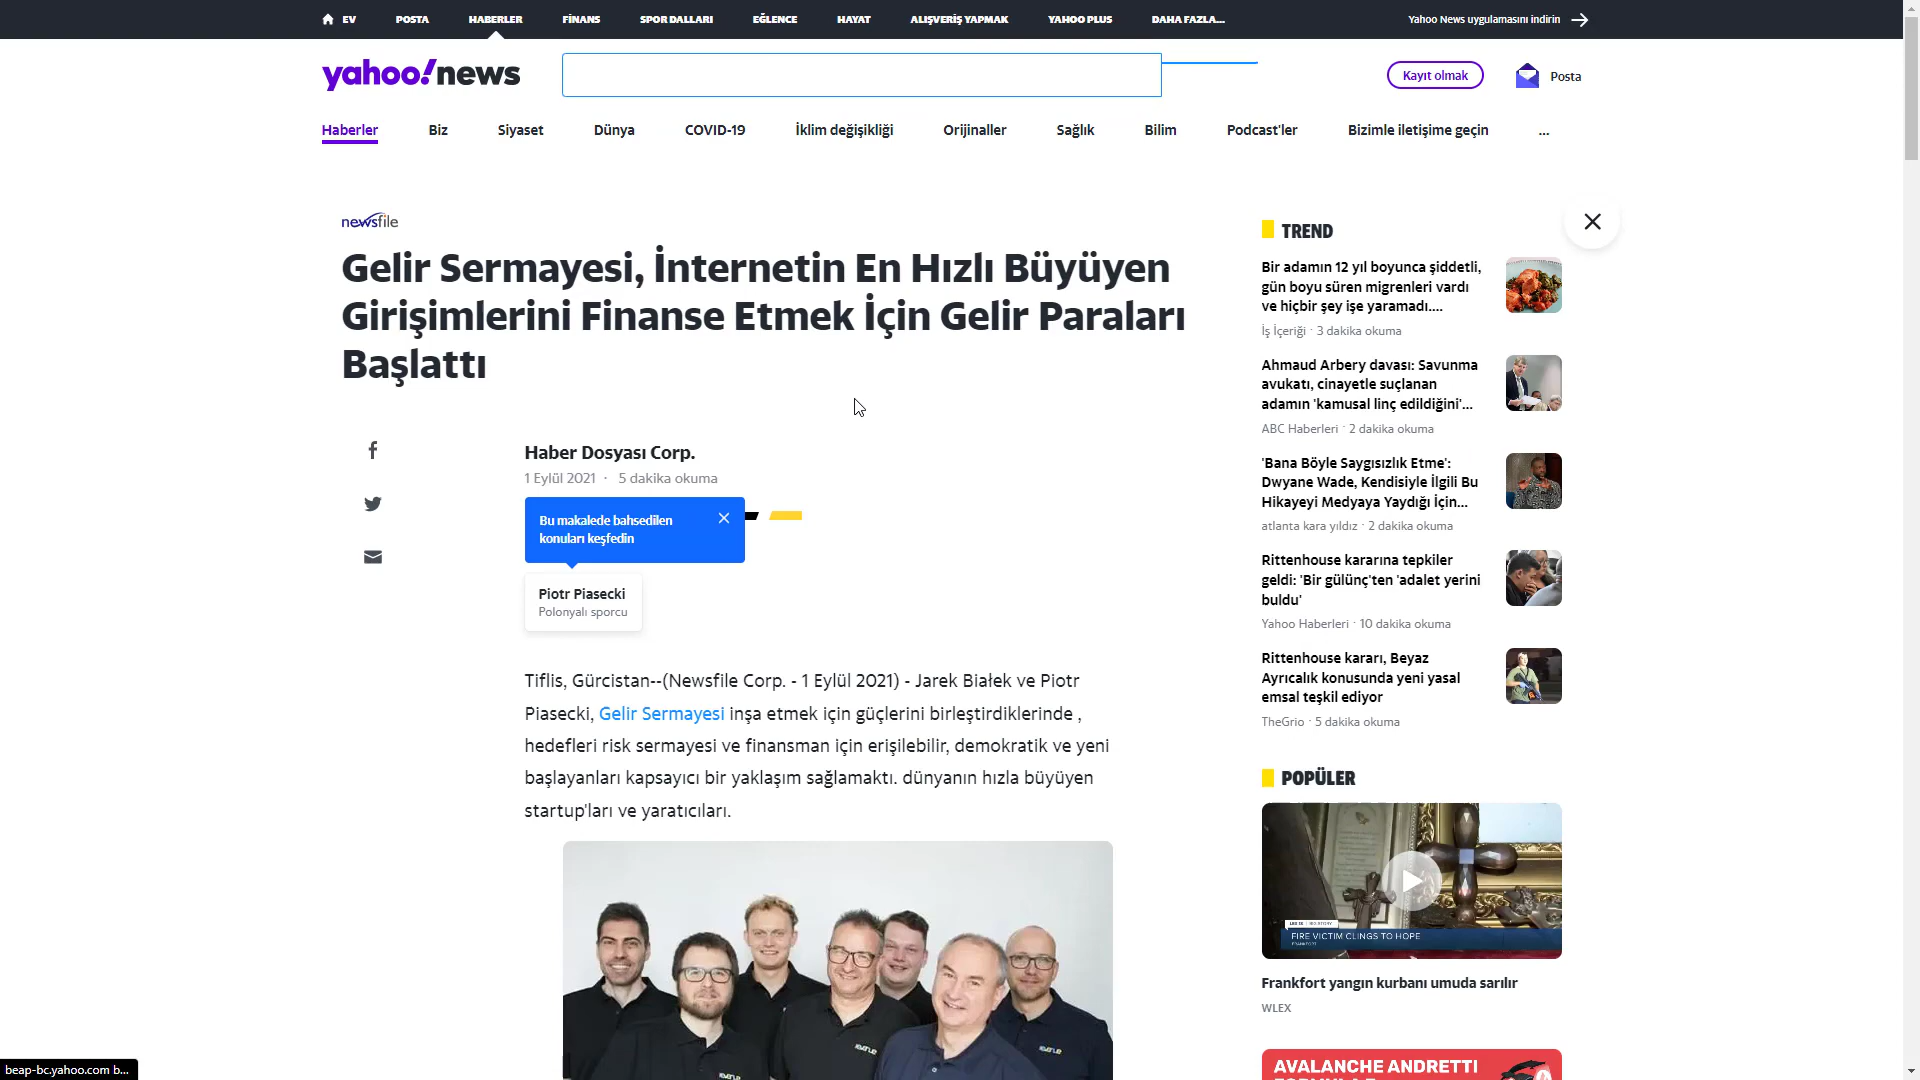 EV POSTA HABERLER FİNANS SPOR DALLARI EĞLENCE HAYAT ALIŞVERİŞ YAPMAK YAHOO PLUS DAHA FAZLA... Yahoo News uygulamasını indirin
yahoo!news
Kayıt olmak
Posta
Haberler Biz Siyaset Dünya COVID-19 İklim değişikliği Orijinaller Sağlık Bilim Podcast'ler Bizimle iletişime geçin ...
newsfile
Gelir Sermayesi, İnternetin En Hızlı Büyüyen
Girişimlerini Finanse Etmek İçin Gelir Paraları
Başlattı
Haber Dosyası Corp.
1 Eylül 2021 · 5 dakika okuma
Bu makalede bahsedilen
konuları keşfedin
Piotr Piasecki
Polonyalı sporcu
Tiflis, Gürcistan--(Newsfile Corp. - 1 Eylül 2021) - Jarek Białek ve Piotr
Piasecki, Gelir Sermayesi inşa etmek için güçlerini birleştirdiklerinde ,
hedefleri risk sermayesi ve finansman için erişilebilir, demokratik ve yeni
başlayanları kapsayıcı bir yaklaşım sağlamaktı. dünyanın hızla büyüyen
startup'ları ve yaratıcıları.
TREND
Bir adamın 12 yıl boyunca şiddetli,
gün boyu süren migrenleri vardı
ve hiçbir şey işe yaramadı....
İş İçeriği · 3 dakika okuma
Ahmaud Arbery davası: Savunma
avukatı, cinayetle suçlanan
adamın 'kamusal linç edildiğini'...
ABC Haberleri · 2 dakika okuma
'Bana Böyle Saygısızlık Etme':
Dwyane Wade, Kendisiyle İlgili Bu
Hikayeyi Medyaya Yaydığı İçin...
atlanta kara yıldız · 2 dakika okuma
Rittenhouse kararına tepkiler
geldi: 'Bir gülünç'ten 'adalet yerini
buldu'
Yahoo Haberleri · 10 dakika okuma
Rittenhouse kararı, Beyaz
Ayrıcalık konusunda yeni yasal
emsal teşkil ediyor
TheGrio · 5 dakika okuma
POPÜLER
FIRE VICTIM CLINGS TO HOPE
FRANKFORT
Frankfort yangın kurbanı umuda sarılır
WLEX
AVALANCHE ANDRETTI
beap-bc.yahoo.com b...